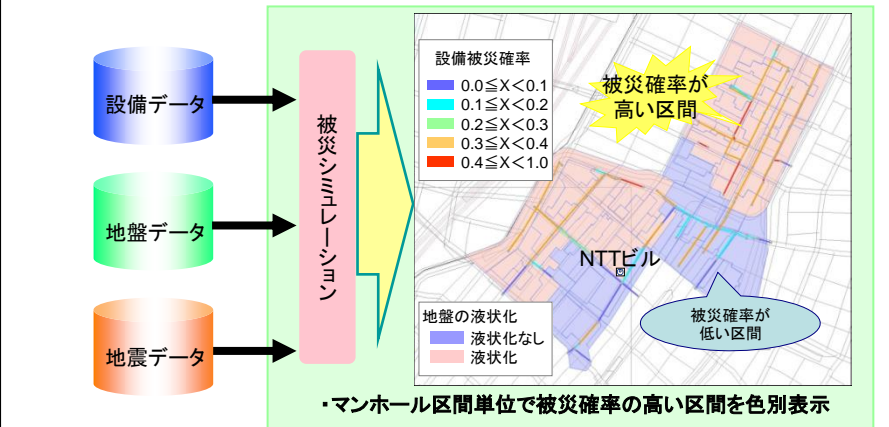 設備データ
地盤データ
地震データ
被災シミュレーション
設備被災確率
0.0≦X<0.1
0.1≦X<0.2
0.2≦X<0.3
0.3≦X<0.4
0.4≦X<1.0
被災確率が
高い区間
NTTビル
被災確率が
低い区間
地盤の液状化
液状化なし
液状化
・マンホール区間単位で被災確率の高い区間を色別表示